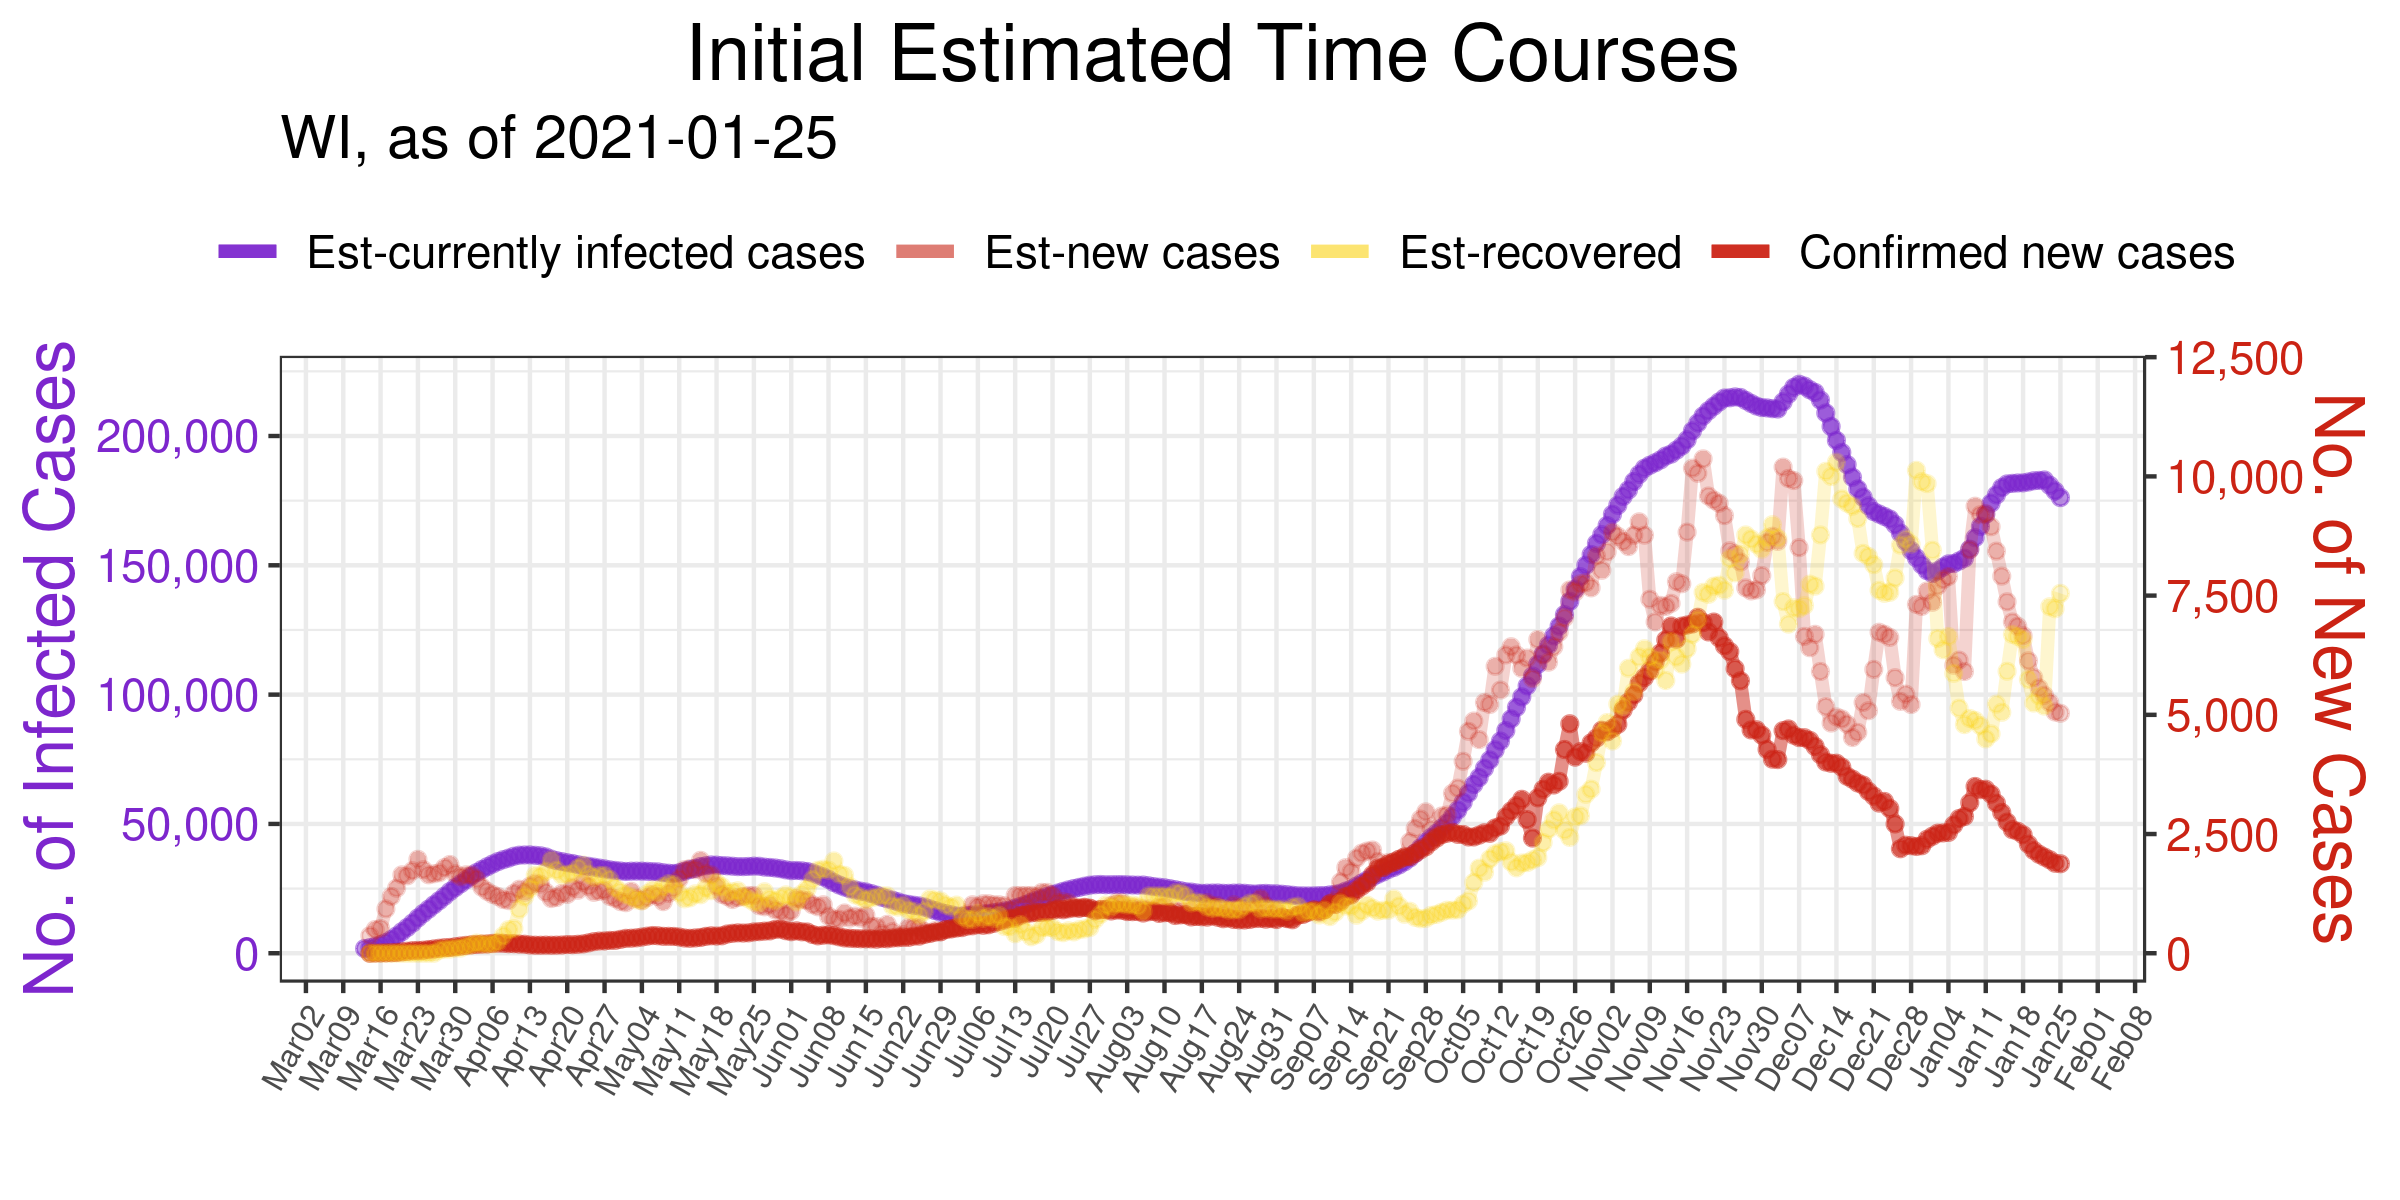 Initial Estimated Time Courses
WI, as of 2021-01-25
Est-currently infected cases
Est-new cases
Est-recovered
Confirmed new cases
No. of Infected Cases
200,000
150,000
100,000
50,000
0
12,500
10,000
7,500
5,000
2,500
0
No. of New Cases
Mar02
Mar09
Mar16
Mar23
Mar30
Apr06
Apr13
Apr20
Apr27
May04
May11
May18
May25
Jun01
Jun08
Jun15
Jun22
Jun29
Jul06
Jul13
Jul20
Jul27
Aug03
Aug10
Aug17
Aug24
Aug31
Sep07
Sep14
Sep21
Sep28
Oct05
Oct12
Oct19
Oct26
Nov02
Nov09
Nov16
Nov23
Nov30
Dec07
Dec14
Dec21
Dec28
Jan04
Jan11
Jan18
Jan25
Feb01
Feb08